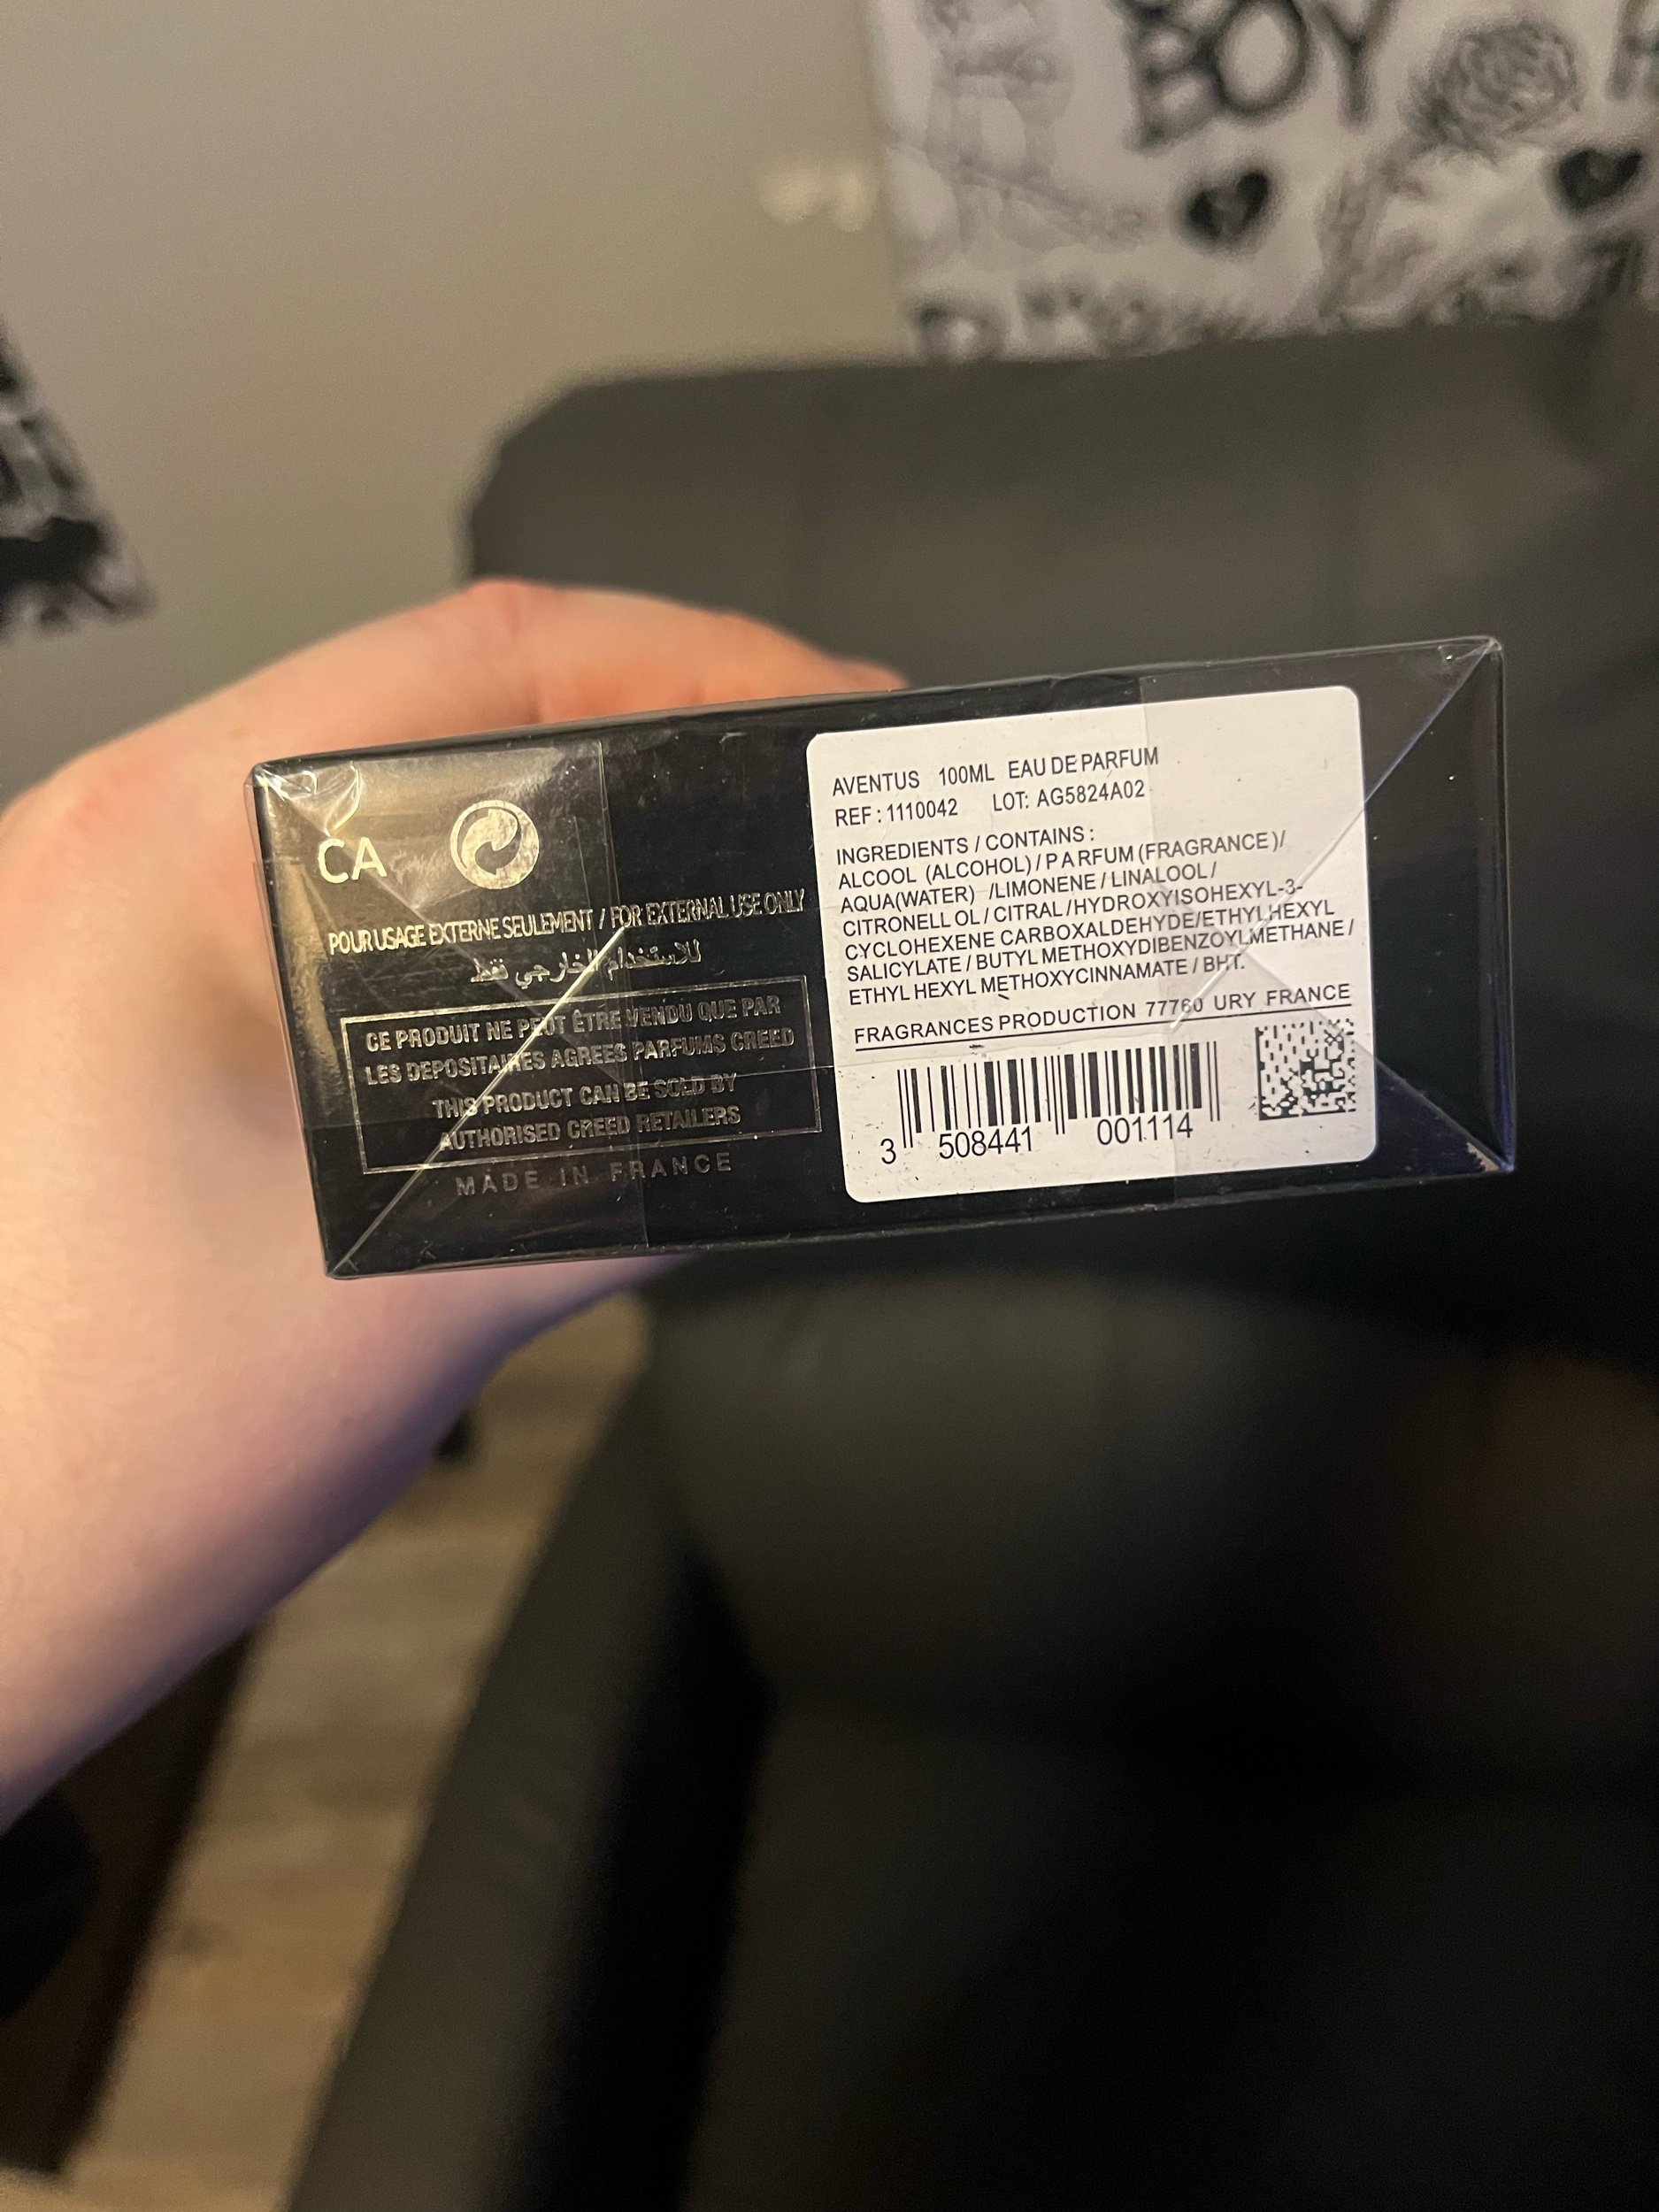 BOY
CA
POUR USAGE EXTERNE SEULEMENT / FOR EXTERNAL USE ONLY
للاستخدام الخارجي فقط
CE PRODUIT NE PEUT ÊTRE VENDU QUE PAR
LES DEPOSITAIRES AGREES PARFUMS CREED
THIS PRODUCT CAN BE SOLD BY
AUTHORISED CREED RETAILERS
MADE IN FRANCE
AVENTUS 100ML EAU DE PARFUM
REF : 1110042 LOT: AG5824A02
INGREDIENTS / CONTAINS :
ALCOOL (ALCOHOL) / PARFUM (FRAGRANCE )/
AQUA(WATER) /LIMONENE / LINALOOL /
CITRONELL OL / CITRAL /HYDROXYISOHEXYL-3-
CYCLOHEXENE CARBOXALDEHYDE/ETHYLHEXYL
SALICYLATE / BUTYL METHOXYDIBENZOYLMETHANE /
ETHYL HEXYL METHOXYCINNAMATE / BHT.
FRAGRANCES PRODUCTION 77760 URY FRANCE
3 508441 001114